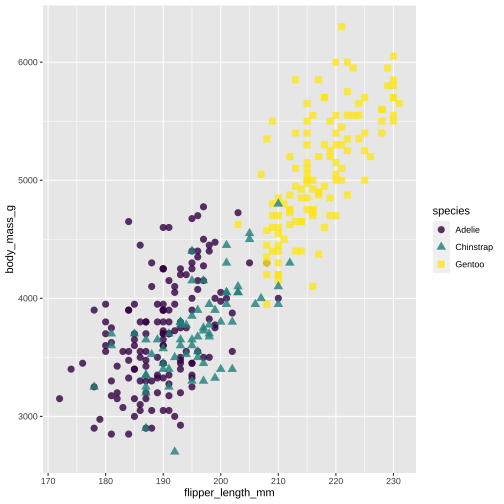 6000
5000
4000
3000
170
180
190
200
210
220
230
flipper_length_mm
body_mass_g
species
Adelie
Chinstrap
Gentoo